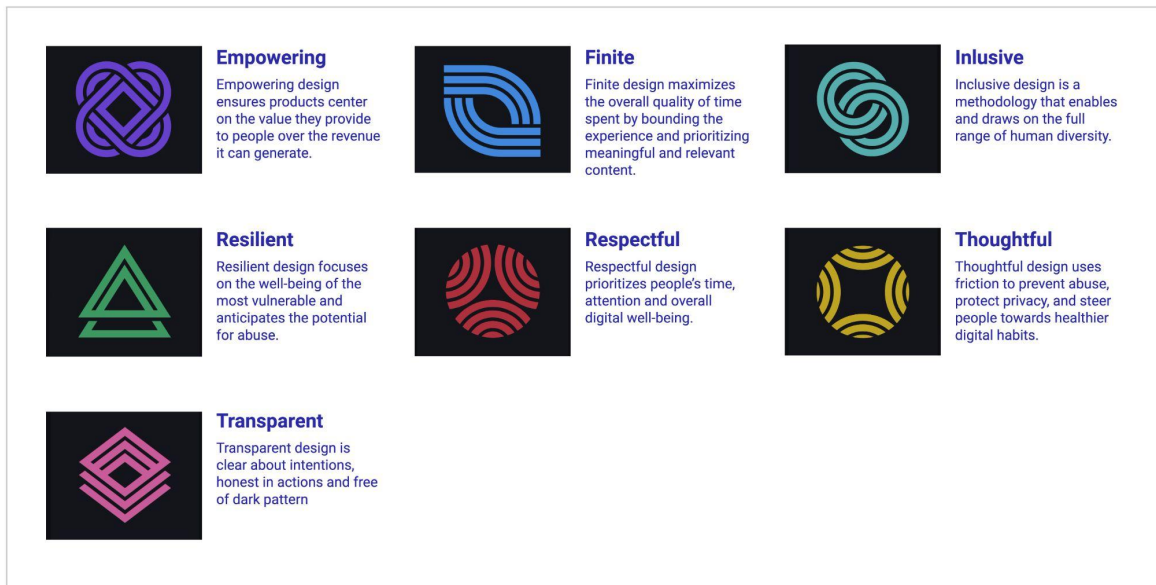 Empowering
Empowering design
ensures products center
on the value they provide
to people over the revenue
it can generate.
Finite
Finite design maximizes
the overall quality of time
spent by bounding the
experience and prioritizing
meaningful and relevant
content.
Inlusive
Inclusive design is a
methodology that enables
and draws on the full
range of human diversity.
Resilient
Resilient design focuses
on the well-being of the
most vulnerable and
anticipates the potential
for abuse.
Respectful
Respectful design
prioritizes people’s time,
attention and overall
digital well-being.
Thoughtful
Thoughtful design uses
friction to prevent abuse,
protect privacy, and steer
people towards healthier
digital habits.
Transparent
Transparent design is
clear about intentions,
honest in actions and free
of dark pattern